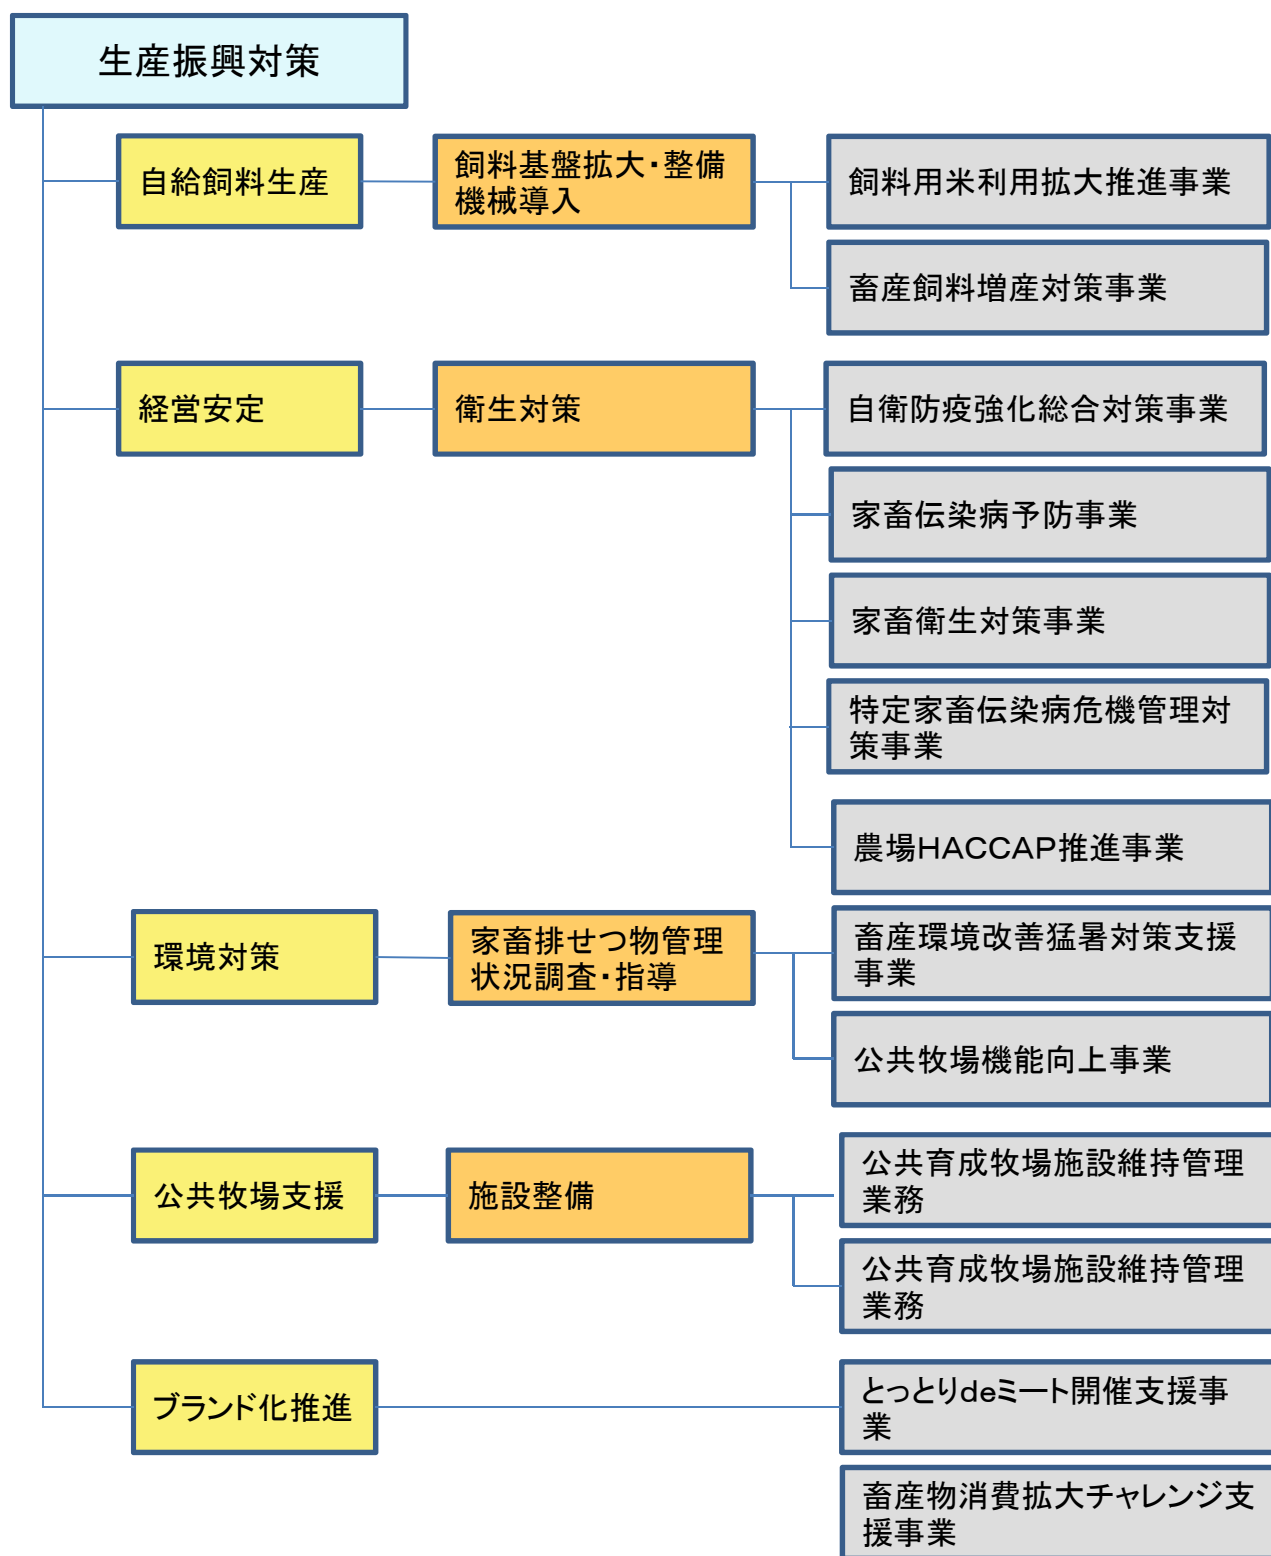 生産振興対策
自給飼料生産
飼料基盤拡大・整備
機械導入
飼料用米利用拡大推進事業
畜産飼料増産対策事業
経営安定
衛生対策
自衛防疫強化総合対策事業
家畜伝染病予防事業
家畜衛生対策事業
特定家畜伝染病危機管理対
策事業
農場HACCAP推進事業
環境対策
家畜排せつ物管理
状況調査・指導
畜産環境改善猛暑対策支援
事業
公共牧場機能向上事業
公共牧場支援
施設整備
公共育成牧場施設維持管理
業務
公共育成牧場施設維持管理
業務
ブランド化推進
とっとりdeミート開催支援事
業
畜産物消費拡大チャレンジ支
援事業